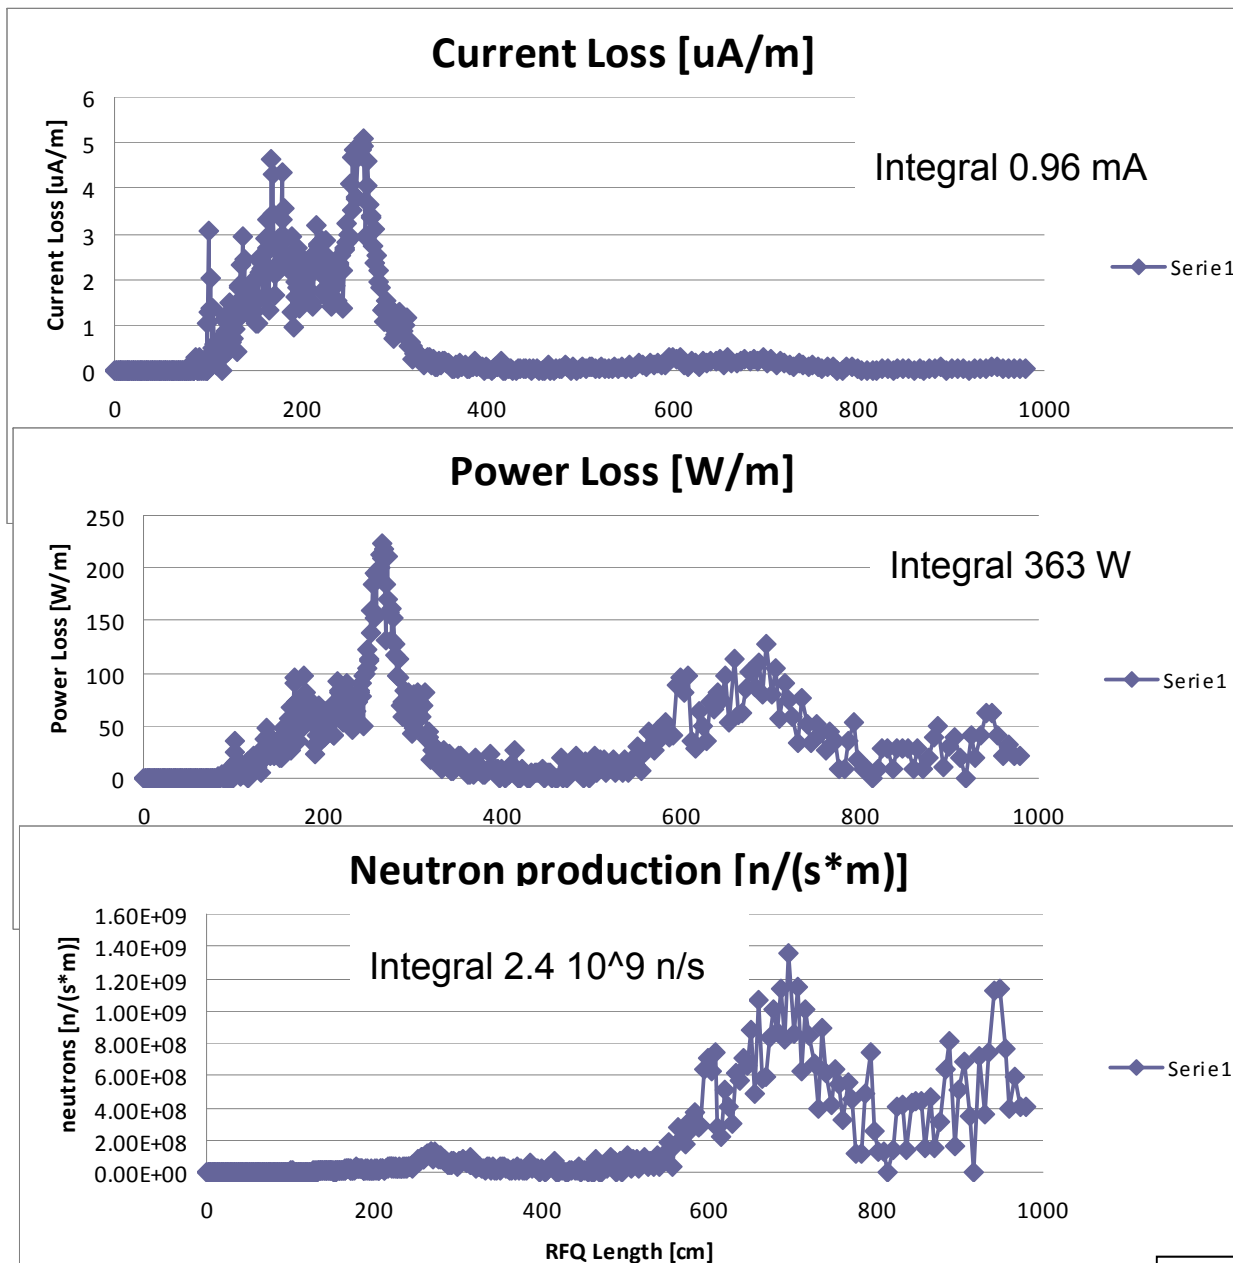 Current Loss [uA/m]
6
5
4
3
2
1
0
Current Loss [uA/m]
Integral 0.96 mA
Serie1
0 200 400 600 800 1000
Power Loss [W/m]
250
200
150
100
50
0
Power Loss [W/m]
Integral 363 W
Serie1
0 200 400 600 800 1000
Neutron production [n/(s*m)]
1.60E+09
1.40E+09
1.20E+09
1.00E+09
8.00E+08
6.00E+08
4.00E+08
2.00E+08
0.00E+00
neutrons [n/(s*m)]
Integral 2.4 10^9 n/s
Serie1
0 200 400 600 800 1000
RFQ Length [cm]